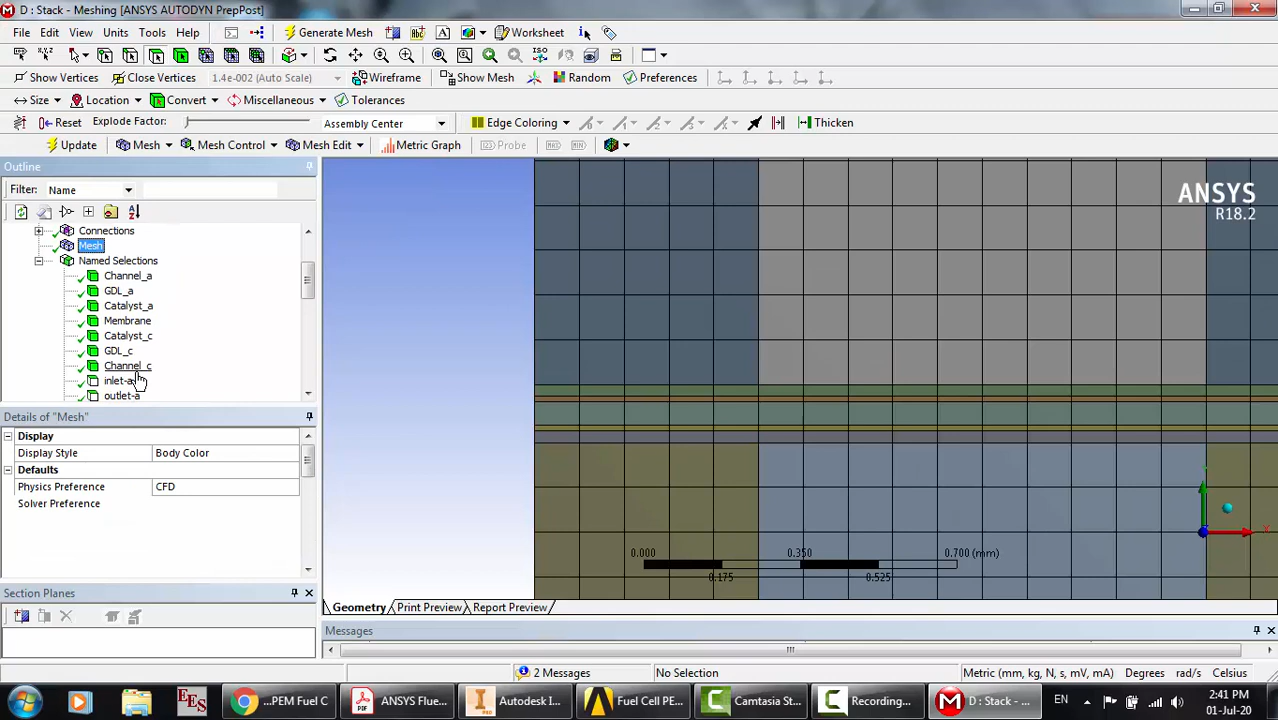 D : Stack - Meshing [ANSYS AUTODYN PrepPost]
File Edit View Units Tools Help Generate Mesh Worksheet
Show Vertices Close Vertices 1.4e-002 (Auto Scale) Wireframe Show Mesh Random Preferences
Size Location Convert Miscellaneous Tolerances
Reset Explode Factor: Assembly Center Edge Coloring Thicken
Update Mesh Mesh Control Mesh Edit Metric Graph Probe
Outline
Filter: Name
Connections
Mesh
Named Selections
Channel_a
GDL_a
Catalyst_a
Membrane
Catalyst_c
GDL_c
Channel_c
outlet-a
Details of "Mesh"
Display
Display Style Body Color
Defaults
Physics Preference CFD
Solver Preference
Section Planes
ANSYS
R18.2
0.000 0.350 0.700 (mm)
0.175 0.525
Geometry Print Preview Report Preview
Messages
2 Messages No Selection Metric (mm, kg, N, s, mV, mA) Degrees rad/s Celsius
EES ...PEM Fuel C ANSYS Flue... Autodesk I... Fuel Cell PE... Camtasia St... Recording... D : Stack - ... EN 2:41 PM
01-Jul-20